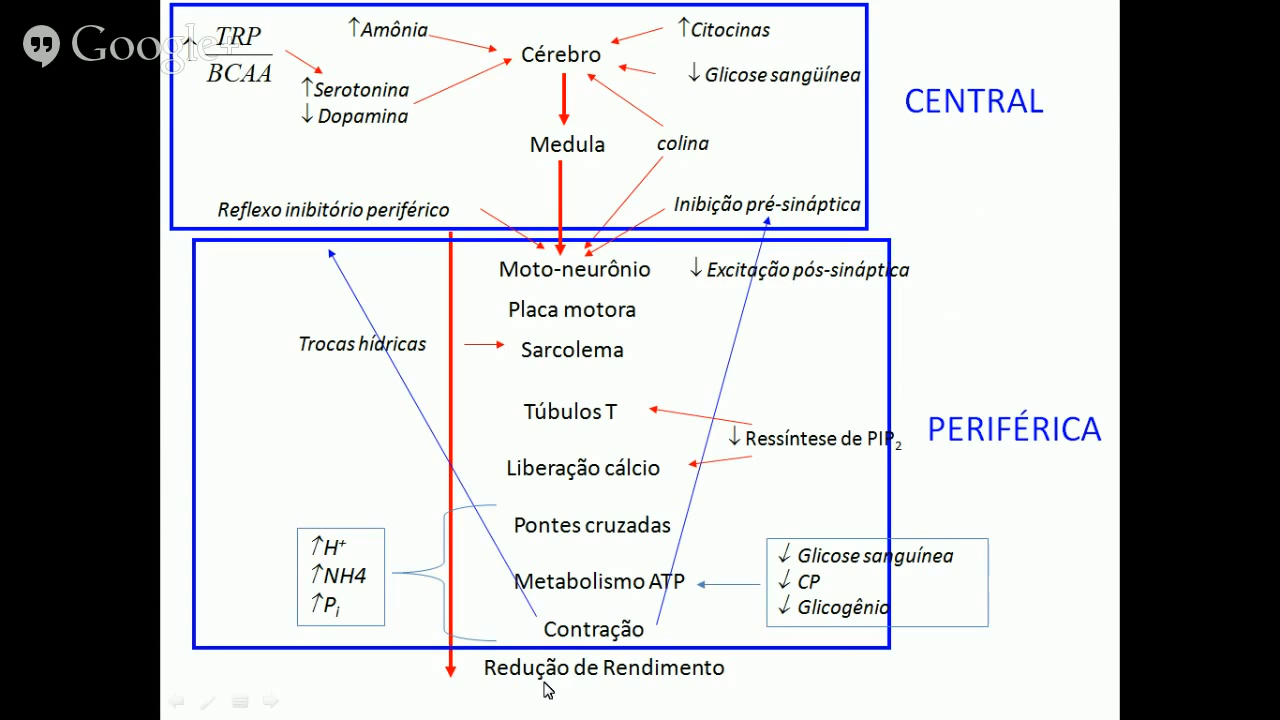 Google+
↑ TRP
BCAA
↑Amônia
↑Serotonina
↓ Dopamina
Cérebro
↑Citocinas
↓ Glicose sangüínea
CENTRAL
Medula
colina
Reflexo inibitório periférico
Inibição pré-sináptica
Moto-neurônio
↓ Excitação pós-sináptica
Placa motora
Trocas hídricas
Sarcolema
Túbulos T
↓ Ressíntese de PIP2
PERIFÉRICA
Liberação cálcio
Pontes cruzadas
↑H+
↑NH4
↑Pi
Metabolismo ATP
↓ Glicose sanguínea
↓ CP
↓ Glicogênio
Contração
Redução de Rendimento